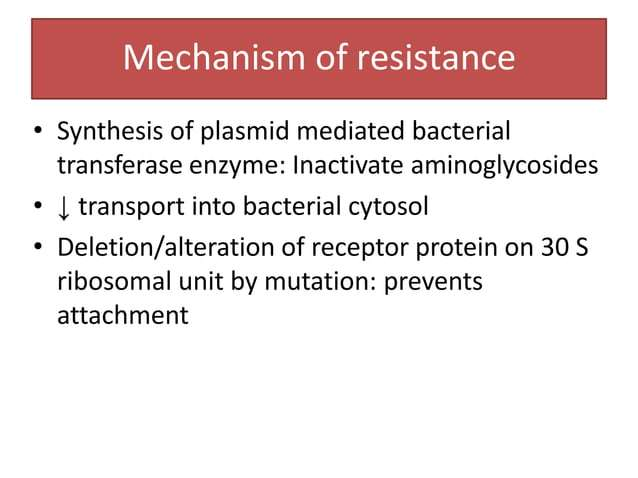 Mechanism of resistance
• Synthesis of plasmid mediated bacterial
transferase enzyme: Inactivate aminoglycosides
• ↓ transport into bacterial cytosol
• Deletion/alteration of receptor protein on 30 S
ribosomal unit by mutation: prevents
attachment